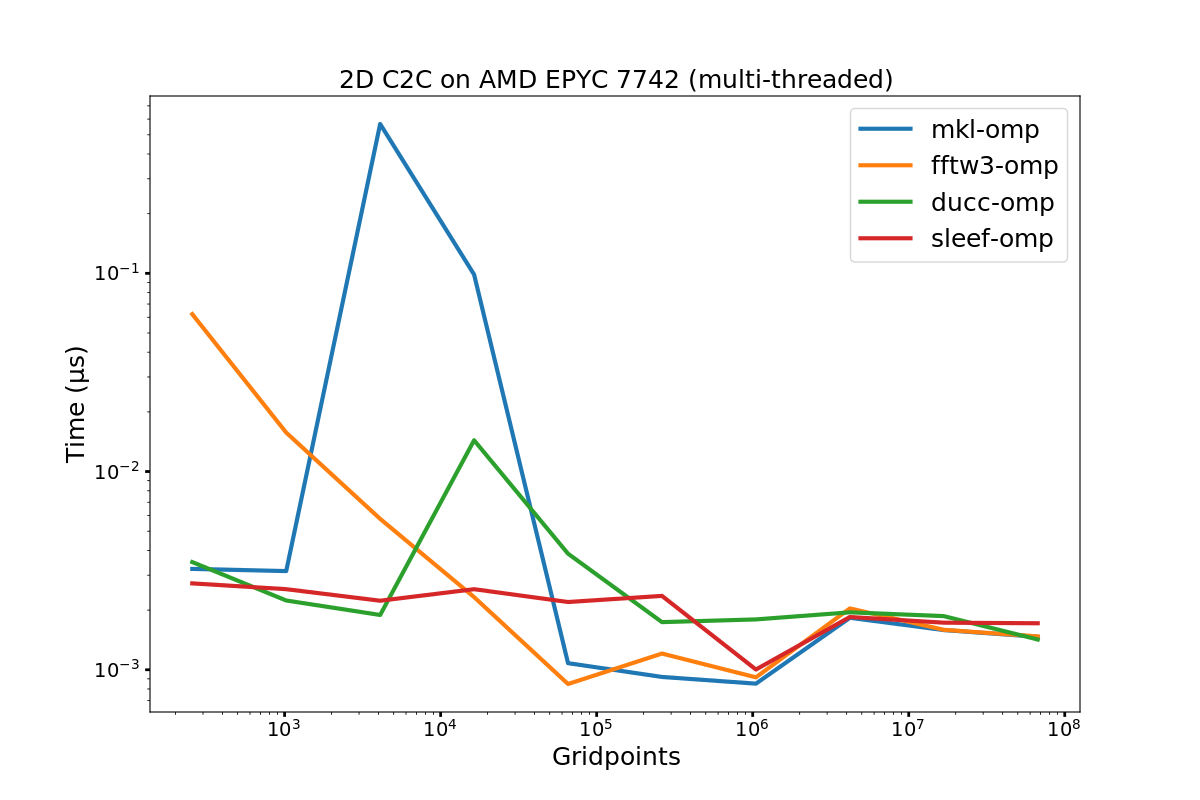 2D C2C on AMD EPYC 7742 (multi-threaded)
mkl-omp
fftw3-omp
ducc-omp
sleef-omp
Time (µs)
10⁻¹
10⁻²
10⁻³
10³ 10⁴ 10⁵ 10⁶ 10⁷ 10⁸
Gridpoints